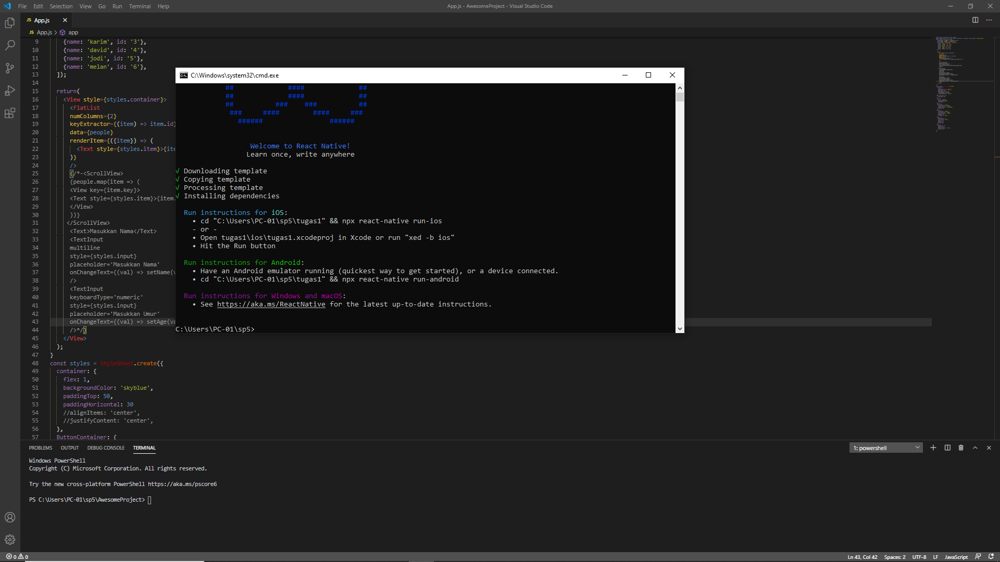 File Edit Selection View Go Run Terminal Help
App.js - AwesomeProject - Visual Studio Code
JS App.js
JS App.js > app
9 {name: 'karim', id: '3'},
10 {name: 'david', id: '4'},
11 {name: 'jodi', id: '5'},
12 {name: 'melan', id: '6'},
13 ]);
14
15 return(
16 <View style={styles.container}>
17 <FlatList
18 numColumns={2}
19 keyExtractor={(item) => item.id}
20 data={people}
21 renderItem={({item}) => (
22 <Text style={styles.item}>{ite
23 )}
24 />
25 {/*-<ScrollView>
26 {people.map(item => (
27 <View key={item.key}>
28 <Text style={styles.item}>{item.
29 </View>
30 ))}
31 </ScrollView>
32 <Text>Masukkan Nama</Text>
33 <TextInput
34 multiline
35 style={styles.input}
36 placeholder='Masukkan Nama'
37 onChangeText={(val) => setName(v
38 />
39 <TextInput
40 keyboardType='numeric'
41 style={styles.input}
42 placeholder='Masukkan Umur'
43 onChangeText={(val) => setAge(va
44 />*/}
45 </View>
46 );
47 }
48 const styles = StyleSheet.create({
49 container: {
50 flex: 1,
51 backgroundColor: 'skyblue',
52 paddingTop: 50,
53 paddingHorizontal: 30
54 //alignItems: 'center',
55 //justifyContent: 'center',
56 },
57 ButtonContainer: {
C:\Windows\system32\cmd.exe
## #### ##
## #### ##
## ### ### ##
### #### #### ###
###### ######
Welcome to React Native!
Learn once, write anywhere
√ Downloading template
√ Copying template
√ Processing template
√ Installing dependencies
Run instructions for iOS:
• cd "C:\Users\PC-01\sp5\tugas1" && npx react-native run-ios
- or -
• Open tugas1\ios\tugas1.xcodeproj in Xcode or run "xed -b ios"
• Hit the Run button
Run instructions for Android:
• Have an Android emulator running (quickest way to get started), or a device connected.
• cd "C:\Users\PC-01\sp5\tugas1" && npx react-native run-android
Run instructions for Windows and macOS:
• See https://aka.ms/ReactNative for the latest up-to-date instructions.
C:\Users\PC-01\sp5>
PROBLEMS OUTPUT DEBUG CONSOLE TERMINAL
1: powershell
Windows PowerShell
Copyright (C) Microsoft Corporation. All rights reserved.
Try the new cross-platform PowerShell https://aka.ms/pscore6
PS C:\Users\PC-01\sp5\AwesomeProject>
0 0
Ln 43, Col 42 Spaces: 2 UTF-8 LF JavaScript